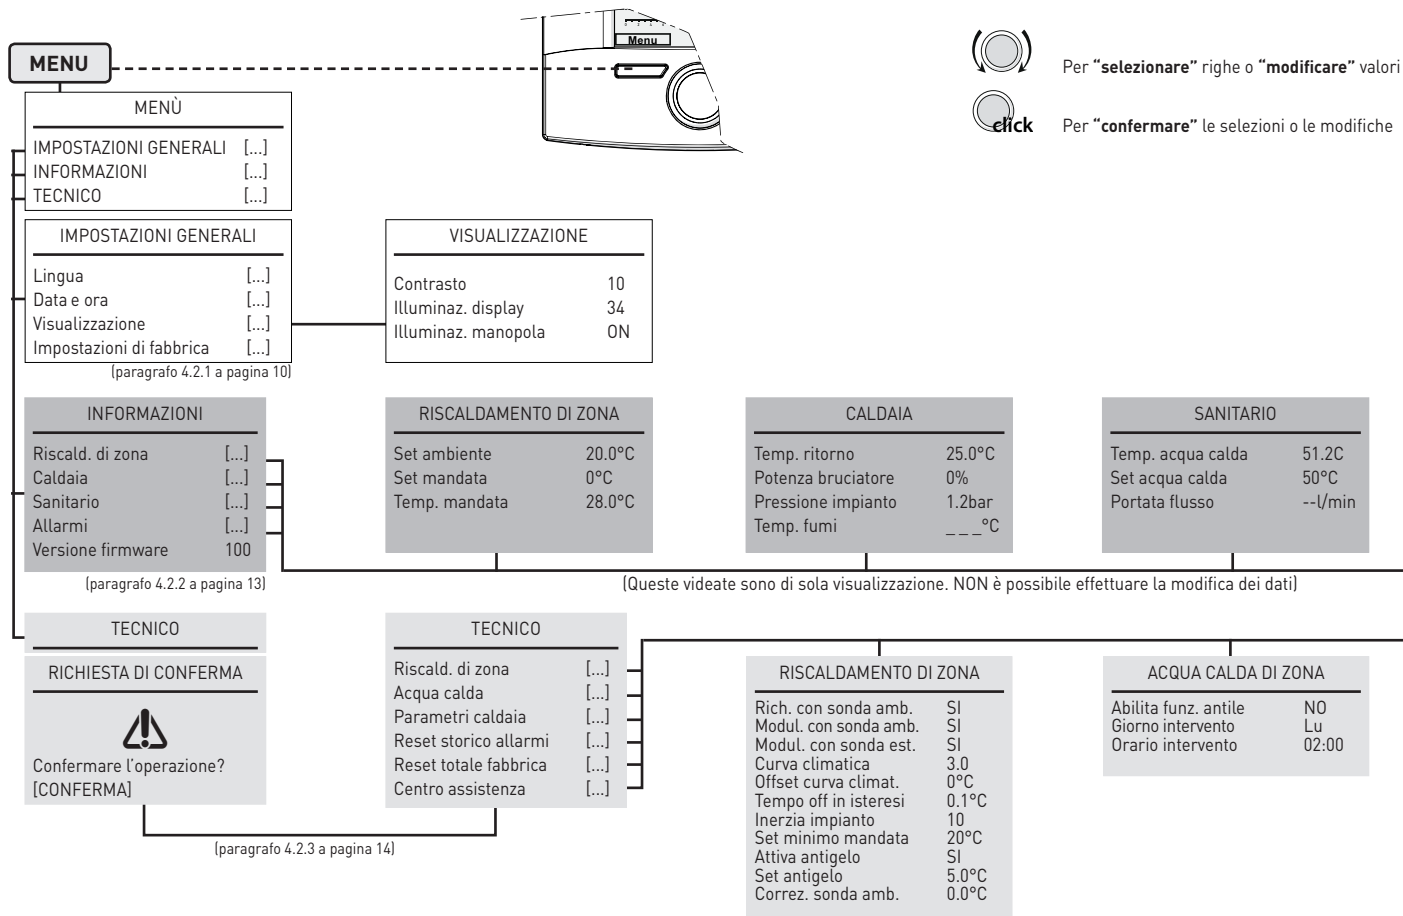 Menu
MENU
Per “selezionare” righe o “modificare” valori
click
Per “confermare” le selezioni o le modifiche
MENÙ
IMPOSTAZIONI GENERALI [...]
INFORMAZIONI [...]
TECNICO [...]
IMPOSTAZIONI GENERALI
Lingua [...]
Data e ora [...]
Visualizzazione [...]
Impostazioni di fabbrica [...]
(paragrafo 4.2.1 a pagina 10)
VISUALIZZAZIONE
Contrasto 10
Illuminaz. display 34
Illuminaz. manopola ON
INFORMAZIONI
Riscald. di zona [...]
Caldaia [...]
Sanitario [...]
Allarmi [...]
Versione firmware 100
(paragrafo 4.2.2 a pagina 13)
RISCALDAMENTO DI ZONA
Set ambiente 20.0°C
Set mandata 0°C
Temp. mandata 28.0°C
CALDAIA
Temp. ritorno 25.0°C
Potenza bruciatore 0%
Pressione impianto 1.2bar
Temp. fumi _ _ _°C
SANITARIO
Temp. acqua calda 51.2C
Set acqua calda 50°C
Portata flusso --l/min
(Queste videate sono di sola visualizzazione. NON è possibile effettuare la modifica dei dati)
TECNICO
RICHIESTA DI CONFERMA
Confermare l’operazione?
[CONFERMA]
(paragrafo 4.2.3 a pagina 14)
TECNICO
Riscald. di zona [...]
Acqua calda [...]
Parametri caldaia [...]
Reset storico allarmi [...]
Reset totale fabbrica [...]
Centro assistenza [...]
RISCALDAMENTO DI ZONA
Rich. con sonda amb. SI
Modul. con sonda amb. SI
Modul. con sonda est. SI
Curva climatica 3.0
Offset curva climat. 0°C
Tempo off in isteresi 0.1°C
Inerzia impianto 10
Set minimo mandata 20°C
Attiva antigelo SI
Set antigelo 5.0°C
Correz. sonda amb. 0.0°C
ACQUA CALDA DI ZONA
Abilita funz. antile NO
Giorno intervento Lu
Orario intervento 02:00